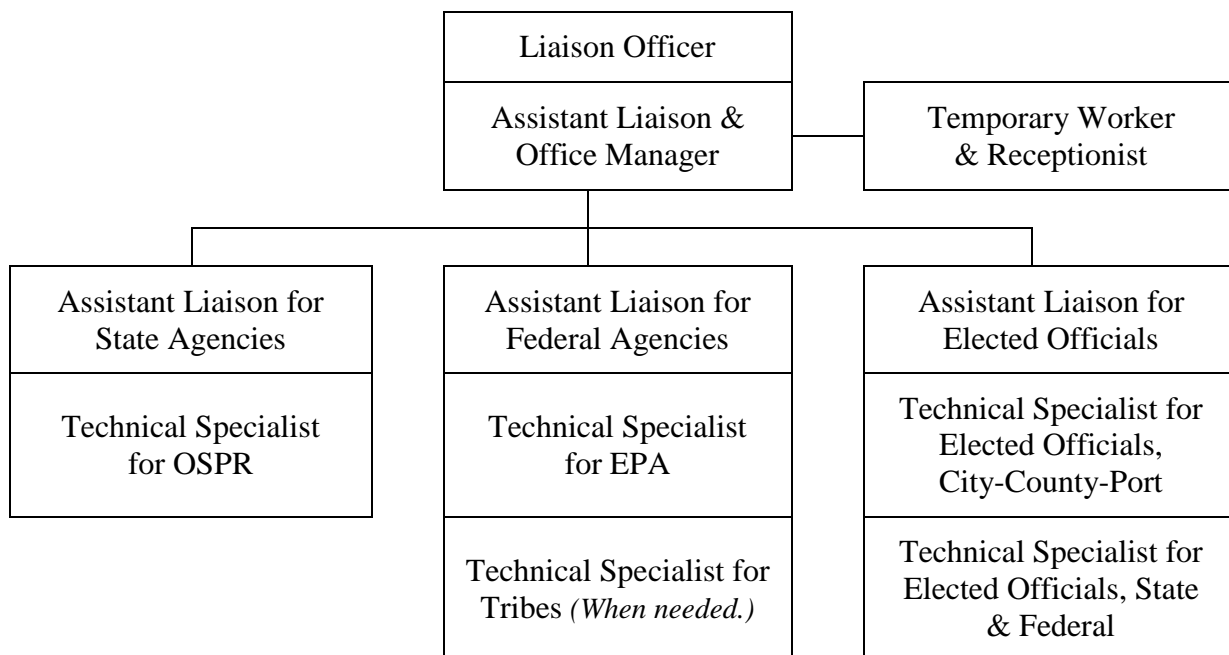 Liaison Officer
Assistant Liaison &
Office Manager
Temporary Worker
& Receptionist
Assistant Liaison for
State Agencies
Technical Specialist
for OSPR
Assistant Liaison for
Federal Agencies
Technical Specialist
for EPA
Technical Specialist for
Tribes (When needed.)
Assistant Liaison for
Elected Officials
Technical Specialist for
Elected Officials,
City-County-Port
Technical Specialist for
Elected Officials, State
& Federal